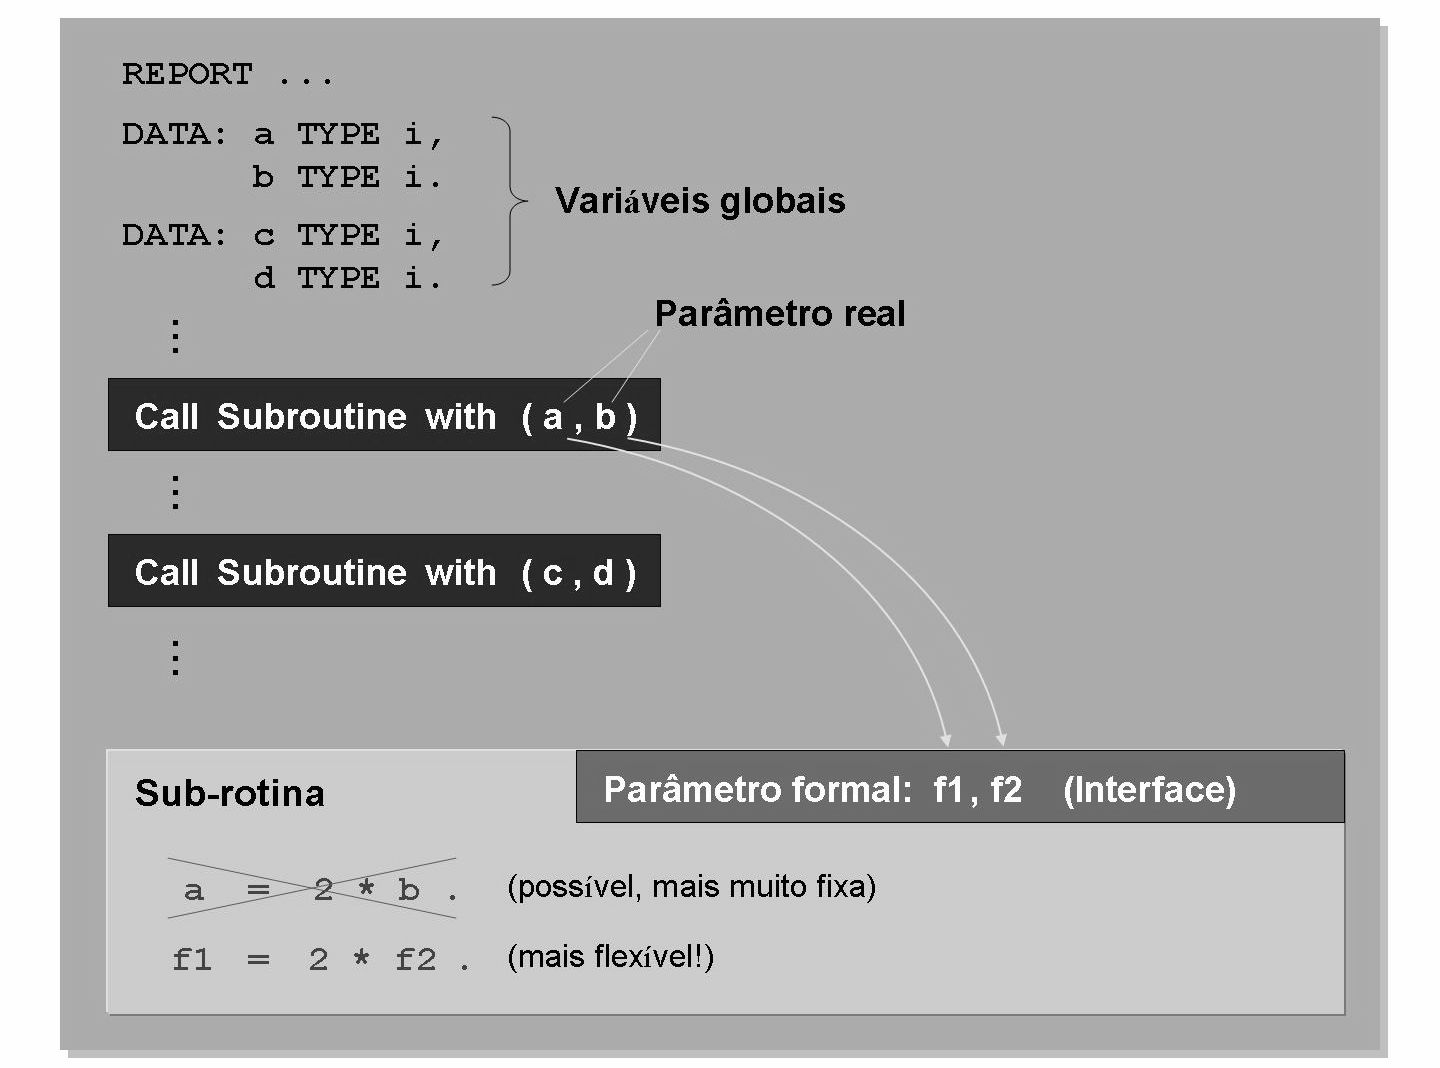 REPORT ...
DATA: a TYPE i,
b TYPE i.
DATA: c TYPE i,
d TYPE i.
Variáveis globais
Parâmetro real
Call Subroutine with ( a , b )
Call Subroutine with ( c , d )
Sub-rotina
Parâmetro formal: f1, f2 (Interface)
a = 2 * b . (possível, mais muito fixa)
f1 = 2 * f2 . (mais flexível!)